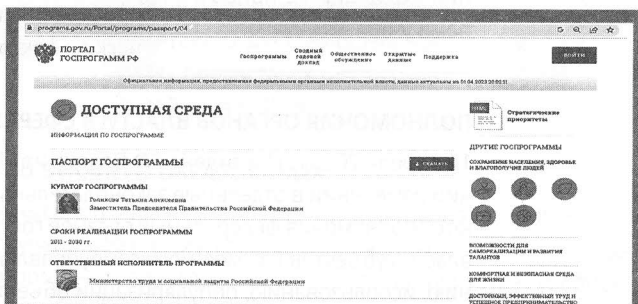 programs.gov.ru/Portal/programs/passport/04
ПОРТАЛ
ГОСПРОГРАММ РФ
Госпрограммы
Сводный
годовой
доклад
Общественное
обсуждение
Открытые
данные
Поддержка
ВОЙТИ
Официальная информация, предоставленная федеральными органами исполнительной власти, данные актуальны на 01.04.2023 20:00:51
ДОСТУПНАЯ СРЕДА
ИНФОРМАЦИЯ ПО ГОСПРОГРАММЕ
Стратегические
приоритеты
ПАСПОРТ ГОСПРОГРАММЫ
СКАЧАТЬ
КУРАТОР ГОСПРОГРАММЫ
Голикова Татьяна Алексеевна
Заместитель Председателя Правительства Российской Федерации
СРОКИ РЕАЛИЗАЦИИ ГОСПРОГРАММЫ
2011 - 2030 гг.
ОТВЕТСТВЕННЫЙ ИСПОЛНИТЕЛЬ ПРОГРАММЫ
Министерство труда и социальной защиты Российской Федерации
ДРУГИЕ ГОСПРОГРАММЫ
СОХРАНЕНИЕ НАСЕЛЕНИЯ, ЗДОРОВЬЕ
И БЛАГОПОЛУЧИЕ ЛЮДЕЙ
ВОЗМОЖНОСТИ ДЛЯ
САМОРЕАЛИЗАЦИИ И РАЗВИТИЯ
ТАЛАНТОВ
КОМФОРТНАЯ И БЕЗОПАСНАЯ СРЕДА
ДЛЯ ЖИЗНИ
ДОСТОЙНЫЙ, ЭФФЕКТИВНЫЙ ТРУД И
УСПЕШНОЕ ПРЕДПРИНИМАТЕЛЬСТВО